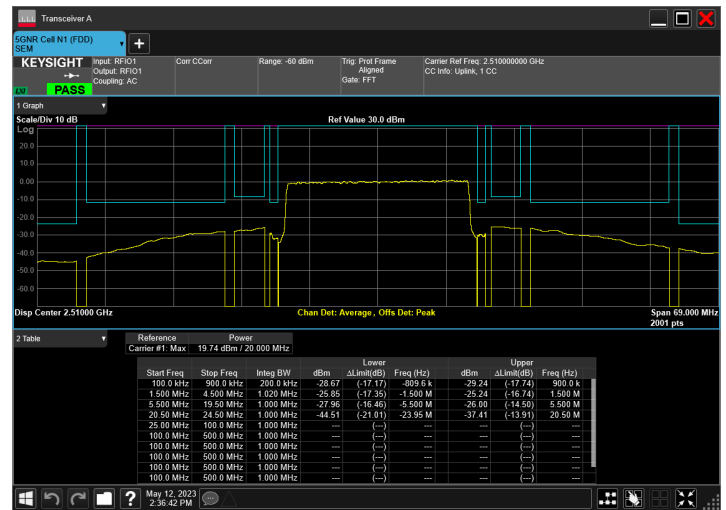 Transceiver A
5GNR Cell N1 (FDD)
SEM
KEYSIGHT
Input: RFIO1
Output: RFIO1
Coupling: AC
Corr CCorr
Range: -60 dBm
Trig: Prot Frame
Aligned
Gate: FFT
Carrier Ref Freq: 2.510000000 GHz
CC Info: Uplink, 1 CC
LXI
PASS
1 Graph
Scale/Div 10 dB
Ref Value 30.0 dBm
Log
20.0
10.0
0.00
-10.0
-20.0
-30.0
-40.0
-50.0
-60.0
Disp Center 2.51000 GHz
Chan Det: Average , Offs Det: Peak
Span 69.000 MHz
2001 pts
2 Table
Reference Power
Carrier #1: Max 19.74 dBm / 20.000 MHz
Lower Upper
Start Freq Stop Freq Integ BW dBm ΔLimit(dB) Freq (Hz) dBm ΔLimit(dB) Freq (Hz)
100.0 kHz 900.0 kHz 200.0 kHz -28.67 (-17.17) -809.6 k -29.24 (-17.74) 900.0 k
1.500 MHz 4.500 MHz 1.020 MHz -25.85 (-17.35) -1.500 M -25.24 (-16.74) 1.500 M
5.500 MHz 19.50 MHz 1.000 MHz -27.96 (-16.46) -5.500 M -26.00 (-14.50) 5.500 M
20.50 MHz 24.50 MHz 1.000 MHz -44.51 (-21.01) -23.95 M -37.41 (-13.91) 20.50 M
25.00 MHz 100.0 MHz 1.000 MHz --- (---) --- --- (---) ---
100.0 MHz 500.0 MHz 1.000 MHz --- (---) --- --- (---) ---
100.0 MHz 500.0 MHz 1.000 MHz --- (---) --- --- (---) ---
100.0 MHz 500.0 MHz 1.000 MHz --- (---) --- --- (---) ---
100.0 MHz 500.0 MHz 1.000 MHz --- (---) --- --- (---) ---
100.0 MHz 500.0 MHz 1.000 MHz --- (---) --- --- (---) ---
May 12, 2023
2:36:42 PM